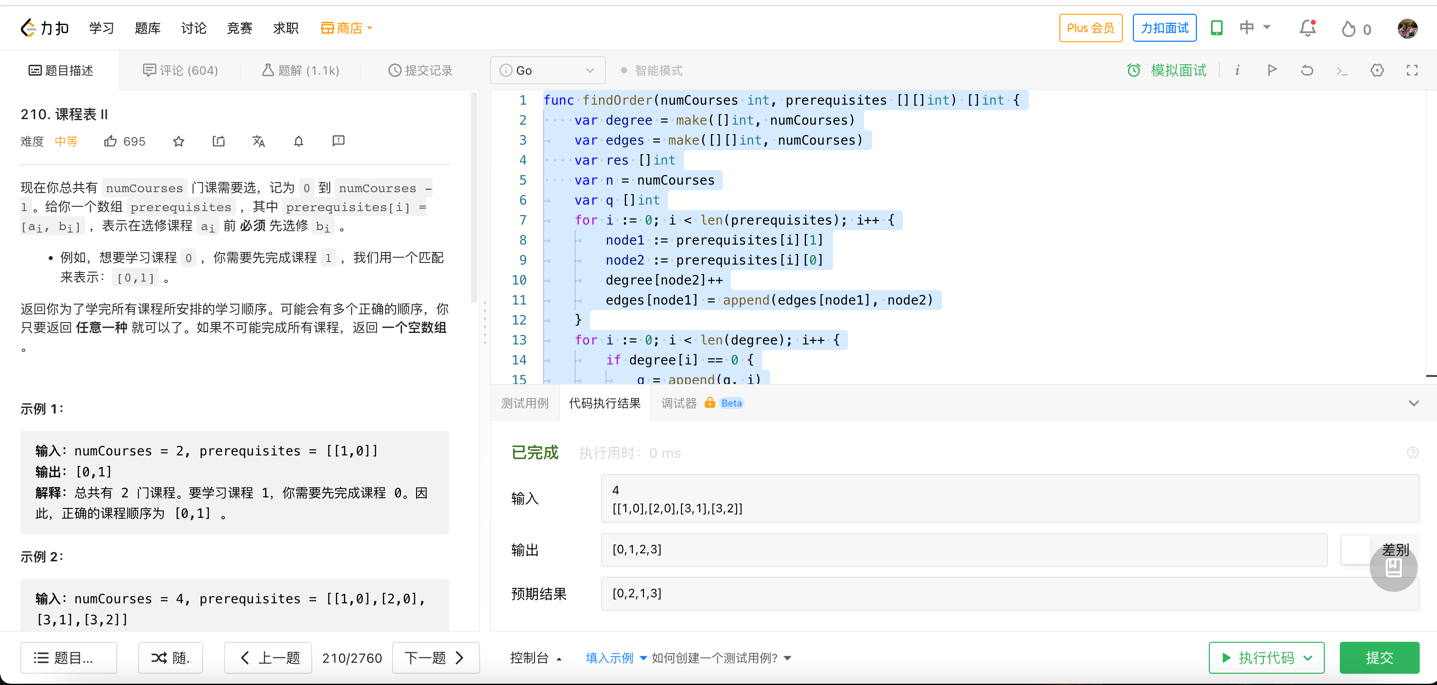 力扣 学习 题库 讨论 竞赛 求职 商店 Plus 会员 力扣面试 中 0
题目描述 评论 (604) 题解 (1.1k) 提交记录
210. 课程表 II
难度 中等 695
现在你总共有 numCourses 门课需要选，记为 0 到 numCourses -
1。给你一个数组 prerequisites ，其中 prerequisites[i] =
[ai, bi] ，表示在选修课程 ai 前 必须 先选修 bi 。
• 例如，想要学习课程 0 ，你需要先完成课程 1 ，我们用一个匹配
来表示：[0,1] 。
返回你为了学完所有课程所安排的学习顺序。可能会有多个正确的顺序，你
只要返回 任意一种 就可以了。如果不可能完成所有课程，返回 一个空数组
。
示例 1：
输入：numCourses = 2, prerequisites = [[1,0]]
输出：[0,1]
解释：总共有 2 门课程。要学习课程 1，你需要先完成课程 0。因
此，正确的课程顺序为 [0,1] 。
示例 2：
输入：numCourses = 4, prerequisites = [[1,0],[2,0],
[3,1],[3,2]]
题目... 随. 上一题 210/2760 下一题
Go 智能模式 模拟面试
1 func findOrder(numCourses int, prerequisites [][]int) []int {
2 var degree = make([]int, numCourses)
3 var edges = make([][]int, numCourses)
4 var res []int
5 var n = numCourses
6 var q []int
7 for i := 0; i < len(prerequisites); i++ {
8 node1 := prerequisites[i][1]
9 node2 := prerequisites[i][0]
10 degree[node2]++
11 edges[node1] = append(edges[node1], node2)
12 }
13 for i := 0; i < len(degree); i++ {
14 if degree[i] == 0 {
15 q = append(q, i)
测试用例 代码执行结果 调试器 Beta
已完成 执行用时：0 ms
输入
4
[[1,0],[2,0],[3,1],[3,2]]
输出 [0,1,2,3] 差别
预期结果 [0,2,1,3]
控制台 填入示例 如何创建一个测试用例? 执行代码 提交